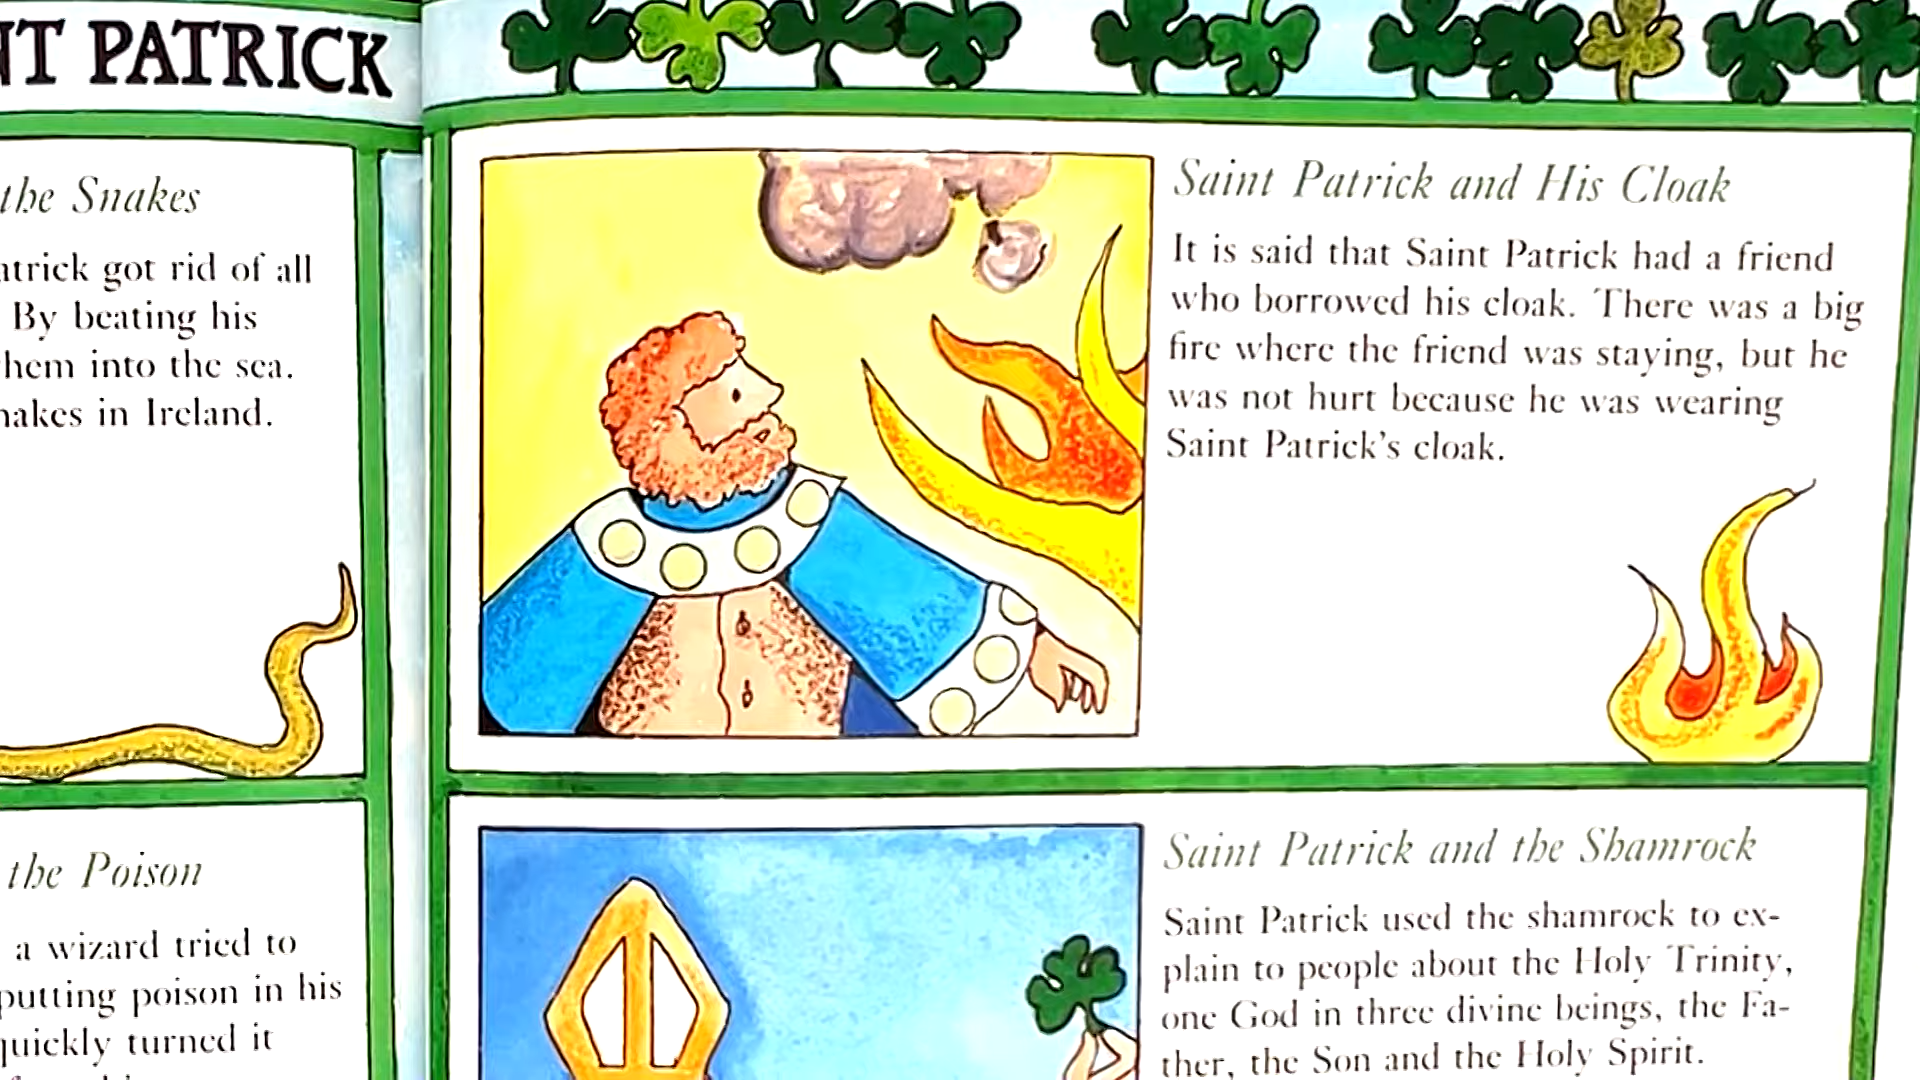 NT PATRICK
the Snakes
atrick got rid of all
By beating his
hem into the sea.
nakes in Ireland.
the Poison
a wizard tried to
putting poison in his
quickly turned it
Saint Patrick and His Cloak
It is said that Saint Patrick had a friend
who borrowed his cloak. There was a big
fire where the friend was staying, but he
was not hurt because he was wearing
Saint Patrick's cloak.
Saint Patrick and the Shamrock
Saint Patrick used the shamrock to ex-
plain to people about the Holy Trinity,
one God in three divine beings, the Fa-
ther, the Son and the Holy Spirit.